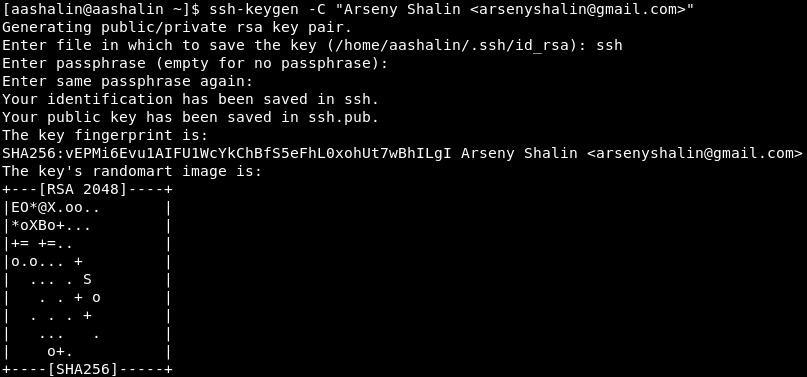 [aashalin@aashalin ~]$ ssh-keygen -C "Arseny Shalin <arsenyshalin@gmail.com>"
Generating public/private rsa key pair.
Enter file in which to save the key (/home/aashalin/.ssh/id_rsa): ssh
Enter passphrase (empty for no passphrase):
Enter same passphrase again:
Your identification has been saved in ssh.
Your public key has been saved in ssh.pub.
The key fingerprint is:
SHA256:vEPMi6Evu1AIFU1WcYkChBfS5eFhL0xohUt7wBhILgI Arseny Shalin <arsenyshalin@gmail.com>
The key's randomart image is:
+---[RSA 2048]----+
|EO*@X.oo..       |
|*oXBo+...        |
|+= +=..          |
|o.o... +         |
|  ... . S        |
|   . . + o       |
|  . . . +        |
|   ...   .       |
|    o+.          |
+----[SHA256]-----+